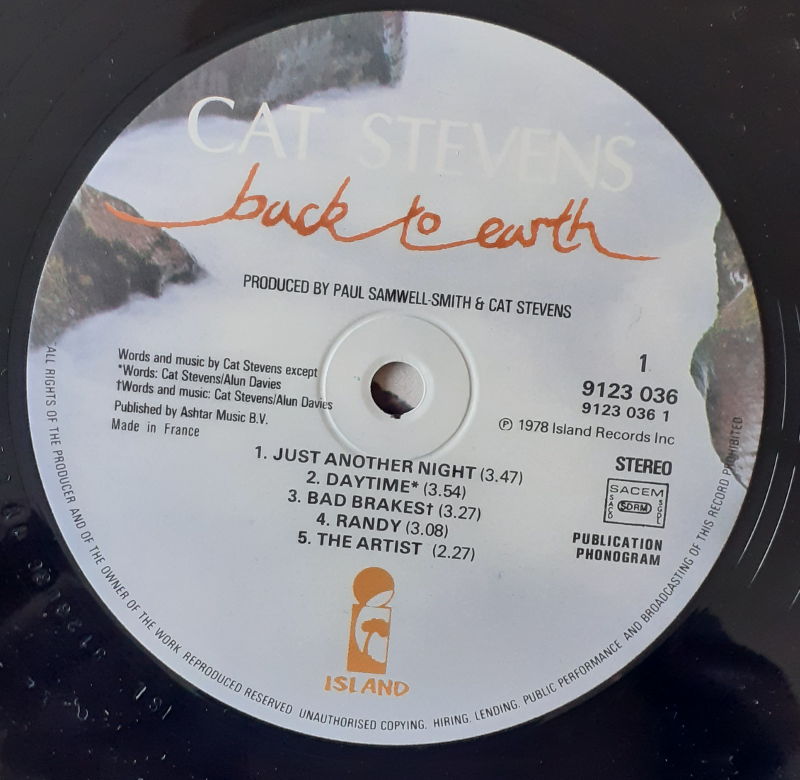 CAT STEVENS
back to earth
PRODUCED BY PAUL SAMWELL-SMITH & CAT STEVENS
Words and music by Cat Stevens except
*Words: Cat Stevens/Alun Davies
†Words and music: Cat Stevens/Alun Davies
Published by Ashtar Music B.V.
Made in France
1
9123 036
9123 036 1
℗ 1978 Island Records Inc
STEREO
SACEM
SACD
SDRM
SGDL
PUBLICATION
PHONOGRAM
1. JUST ANOTHER NIGHT (3.47)
2. DAYTIME* (3.54)
3. BAD BRAKES† (3.27)
4. RANDY (3.08)
5. THE ARTIST (2.27)
ISLAND
ALL RIGHTS OF THE PRODUCER AND OF THE OWNER OF THE WORK REPRODUCED RESERVED UNAUTHORISED COPYING, HIRING, LENDING, PUBLIC PERFORMANCE AND BROADCASTING OF THIS RECORD PROHIBITED